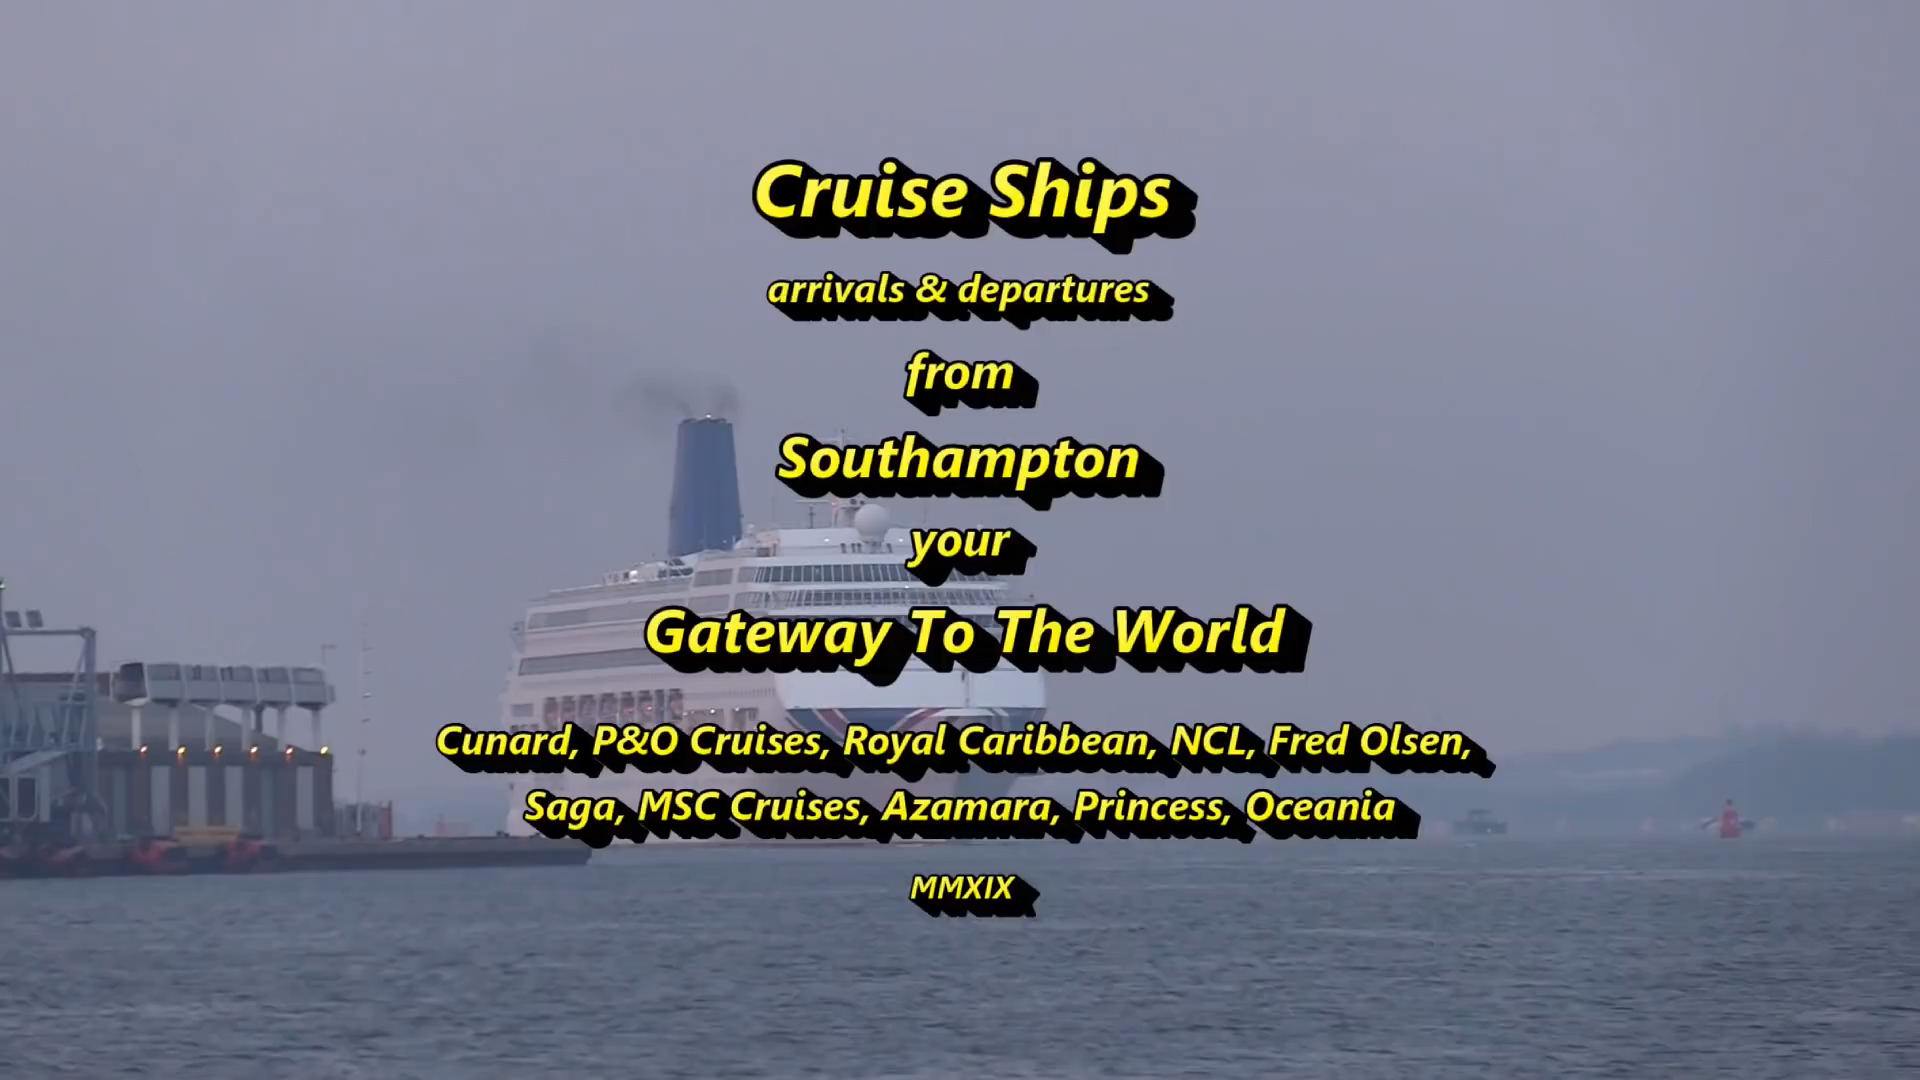 Cruise Ships
arrivals & departures
from
Southampton
your
Gateway To The World
Cunard, P&O Cruises, Royal Caribbean, NCL, Fred Olsen,
Saga, MSC Cruises, Azamara, Princess, Oceania
MMXIX